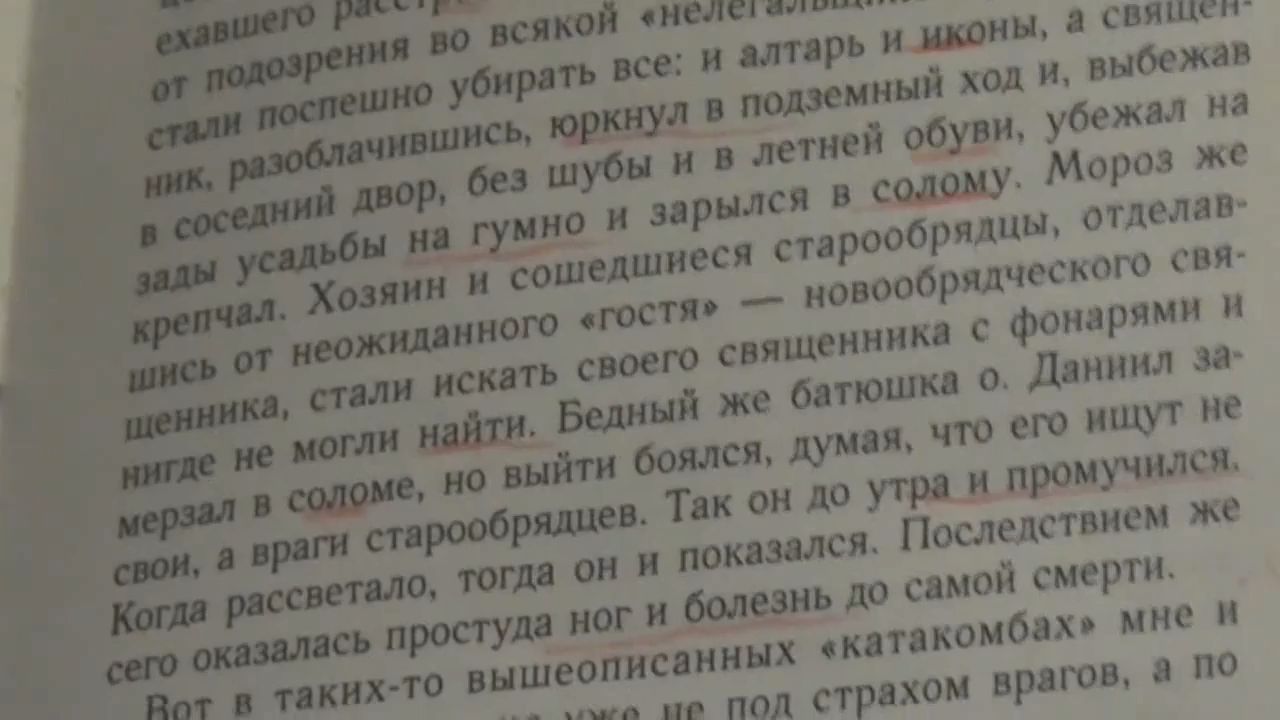 ехавшего
от подозрения во всякой
стали поспешно убирать все: и алтарь и иконы, а священ-
ник, разоблачившись, юркнул в подземный ход и, выбежав
в соседний двор, без шубы и в летней обуви, убежал на
зады усадьбы на гумно и зарылся в солому. Мороз же
крепчал. Хозяин и сошедшиеся старообрядцы, отделав-
шись от неожиданного «гостя» — новообрядческого свя-
щенника, стали искать своего священника с фонарями и
нигде не могли найти. Бедный же батюшка о. Даниил за-
мерзал в соломе, но выйти боялся, думая, что его ищут не
свои, а враги старообрядцев. Так он до утра и промучился.
Когда рассветало, тогда он и показался. Последствием же
сего оказалась простуда ног и болезнь до самой смерти.
Вот в таких-то вышеописанных «катакомбах» мне и
уже не под страхом врагов, а по